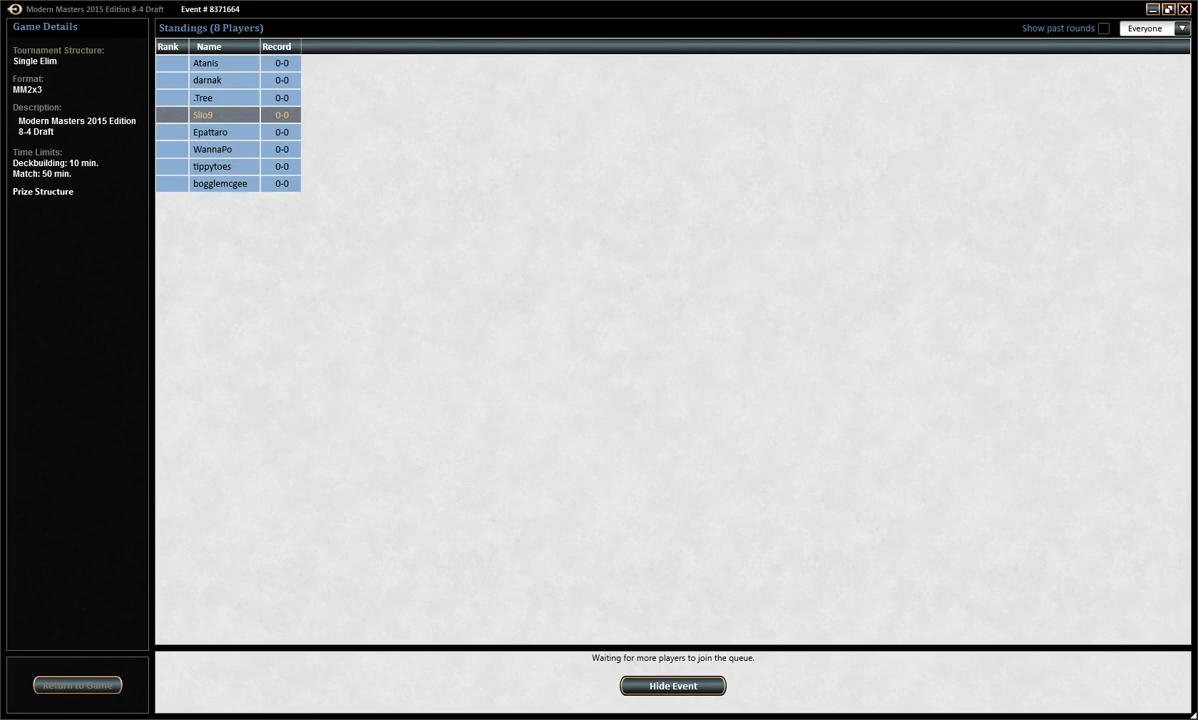 Modern Masters 2015 Edition 8-4 Draft Event # 8371664
Game Details
Tournament Structure:
Single Elim
Format:
MM2x3
Description:
Modern Masters 2015 Edition
8-4 Draft
Time Limits:
Deckbuilding: 10 min.
Match: 50 min.
Prize Structure
Return to Game
Standings (8 Players)
Show past rounds
Everyone
Rank Name Record
Atanis 0-0
darnak 0-0
.Tree 0-0
Slio9 0-0
Epattaro 0-0
WannaPo 0-0
tippytoes 0-0
bogglemcgee 0-0
Waiting for more players to join the queue.
Hide Event